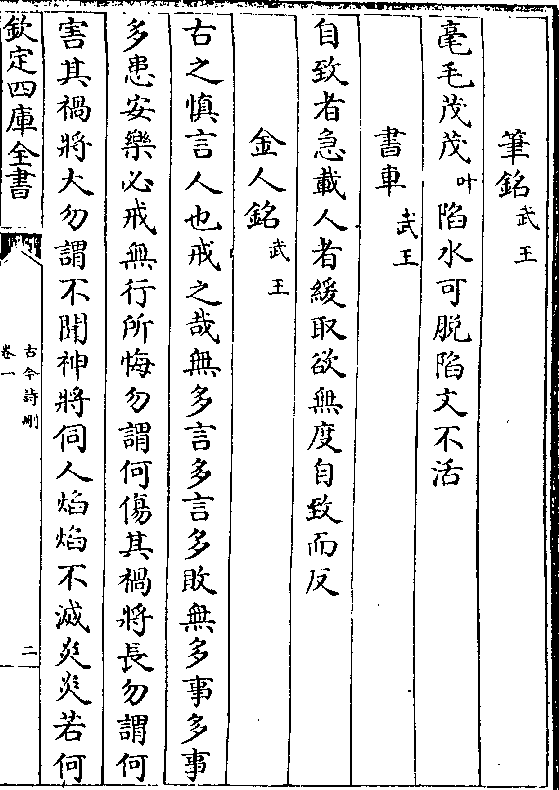 筆銘 武王
毫毛茂茂叶陷水可脫陷文不活
書車 武王
自致者急載人者緩取欲無度自致而反
金人銘 武王
古之慎言人也戒之哉無多言多言多敗無多事多事
多患安樂必戒無行所悔勿謂何傷其禍將長勿謂何
害其禍將大勿謂不聞神將伺人焰焰不滅炎炎若何
欽定四庫全書
古今詩刪
卷一
二